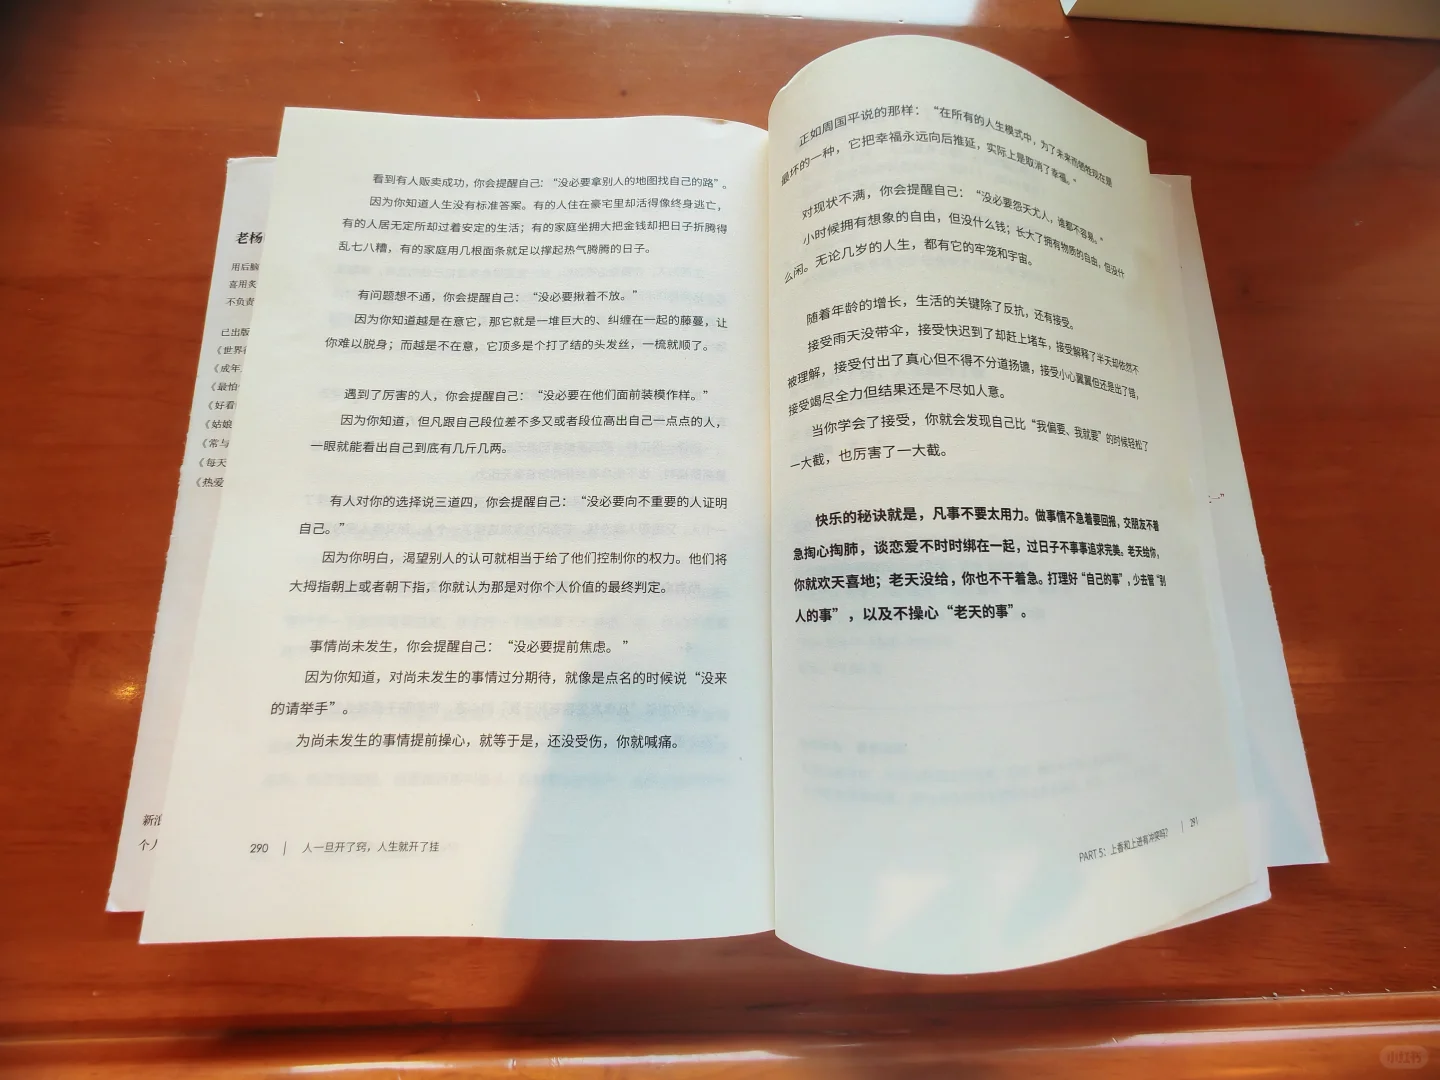 老杨
用后脑
喜用炙
不负责
已出版
《世界
《成年
《最怕
《好看
《姑娘
《常与
《每天
《热爱
新浪
个人
看到有人贩卖成功，你会提醒自己：“没必要拿别人的地图找自己的路”。
因为你知道人生没有标准答案。有的人住在豪宅里却活得像终身逃亡，
有的人居无定所却过着安定的生活；有的家庭坐拥大把金钱却把日子折腾得
乱七八糟，有的家庭用几根面条就足以撑起热气腾腾的日子。
有问题想不通，你会提醒自己：“没必要揪着不放。”
因为你知道越是在意它，那它就是一堆巨大的、纠缠在一起的藤蔓，让
你难以脱身；而越是不在意，它顶多是个打了结的头发丝，一梳就顺了。
遇到了厉害的人，你会提醒自己：“没必要在他们面前装模作样。”
因为你知道，但凡跟自己段位差不多又或者段位高出自己一点点的人，
一眼就能看出自己到底有几斤几两。
有人对你的选择说三道四，你会提醒自己：“没必要向不重要的人证明
自己。”
因为你明白，渴望别人的认可就相当于给了他们控制你的权力。他们将
大拇指朝上或者朝下指，你就认为那是对你个人价值的最终判定。
事情尚未发生，你会提醒自己：“没必要提前焦虑。”
因为你知道，对尚未发生的事情过分期待，就像是点名的时候说“没来
的请举手”。
为尚未发生的事情提前操心，就等于是，还没受伤，你就喊痛。
290 | 人一旦开了窍，人生就开了挂
正如周国平说的那样：“在所有的人生模式中，为了未来而牺牲现在是
最坏的一种，它把幸福永远向后推延，实际上是取消了幸福。”
对现状不满，你会提醒自己：“没必要怨天尤人，谁都不容易。”
小时候拥有想象的自由，但没什么钱；长大了拥有物质的自由，但没什
么闲。无论几岁的人生，都有它的牢笼和宇宙。
随着年龄的增长，生活的关键除了反抗，还有接受。
接受雨天没带伞，接受快迟到了却赶上堵车，接受解释了半天却依然不
被理解，接受付出了真心但不得不分道扬镳，接受小心翼翼但还是出了错，
接受竭尽全力但结果还是不尽如人意。
当你学会了接受，你就会发现自己比“我偏要、我就要”的时候轻松了
一大截，也厉害了一大截。
快乐的秘诀就是，凡事不要太用力。做事情不急着要回报，交朋友不着
急掏心掏肺，谈恋爱不时时绑在一起，过日子不事事追求完美。老天给你，
你就欢天喜地；老天没给，你也不干着急。打理好“自己的事”，少去管“别
人的事”，以及不操心“老天的事”。
PART 5：上香和上进有冲突吗？ | 291
小红书